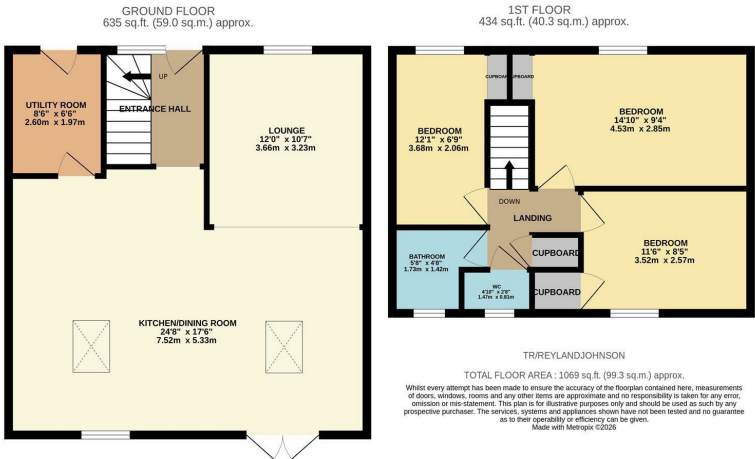 GROUND FLOOR
635 sq.ft. (59.0 sq.m.) approx.
UTILITY ROOM
8'6" x 6'6"
2.60m x 1.97m
UP
ENTRANCE HALL
LOUNGE
12'0" x 10'7"
3.66m x 3.23m
KITCHEN/DINING ROOM
24'8" x 17'6"
7.52m x 5.33m
1ST FLOOR
434 sq.ft. (40.3 sq.m.) approx.
CUPBOARD
CUPBOARD
BEDROOM
12'1" x 6'9"
3.68m x 2.06m
BEDROOM
14'10" x 9'4"
4.53m x 2.85m
DOWN
LANDING
BATHROOM
5'8" x 4'8"
1.73m x 1.42m
CUPBOARD
BEDROOM
11'6" x 8'5"
3.52m x 2.57m
WC
4'10" x 2'8"
1.47m x 0.81m
CUPBOARD
TR/REYLANDJOHNSON
TOTAL FLOOR AREA : 1069 sq.ft. (99.3 sq.m.) approx.
Whilst every attempt has been made to ensure the accuracy of the floorplan contained here, measurements
of doors, windows, rooms and any other items are approximate and no responsibility is taken for any error,
omission or mis-statement. This plan is for illustrative purposes only and should be used as such by any
prospective purchaser. The services, systems and appliances shown have not been tested and no guarantee
as to their operability or efficiency can be given.
Made with Metropix ©2026